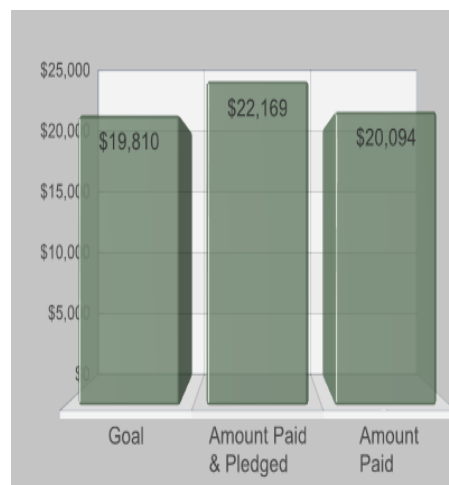 $25,000
$22,169
$20,000
$19,810
$20,094
$15,000
$10,000
$5,000
$0
Goal
Amount Paid
& Pledged
Amount
Paid